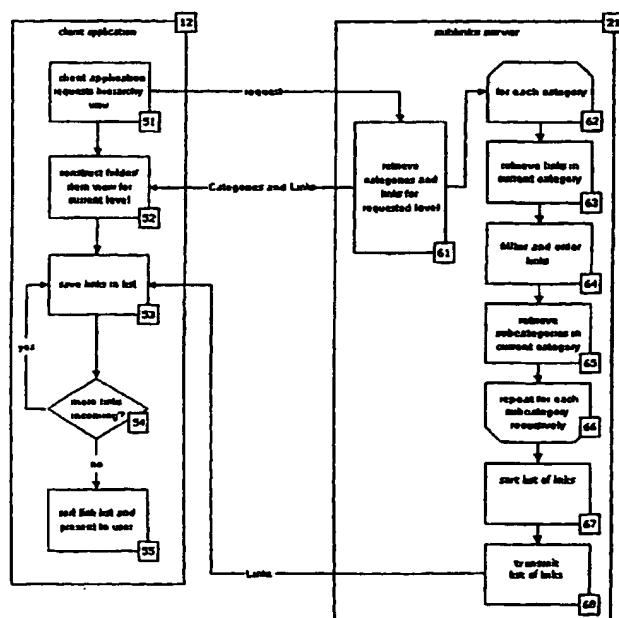 client application
12
client application
requests hierarchy
view
51
construct folder/
item view for
current level
52
save links in list
53
yes
more links
incoming?
54
no
sort link list and
present to user
55
request
Categories and Links
Links
server
21
retrieve
categories and
links for
requested level
61
for each category
62
retrieve links in
current category
63
filter and order
links
64
retrieve
subcategories in
current category
65
repeat for each
subcategory
recursively
66
sort list of links
67
transmit
list of links
68